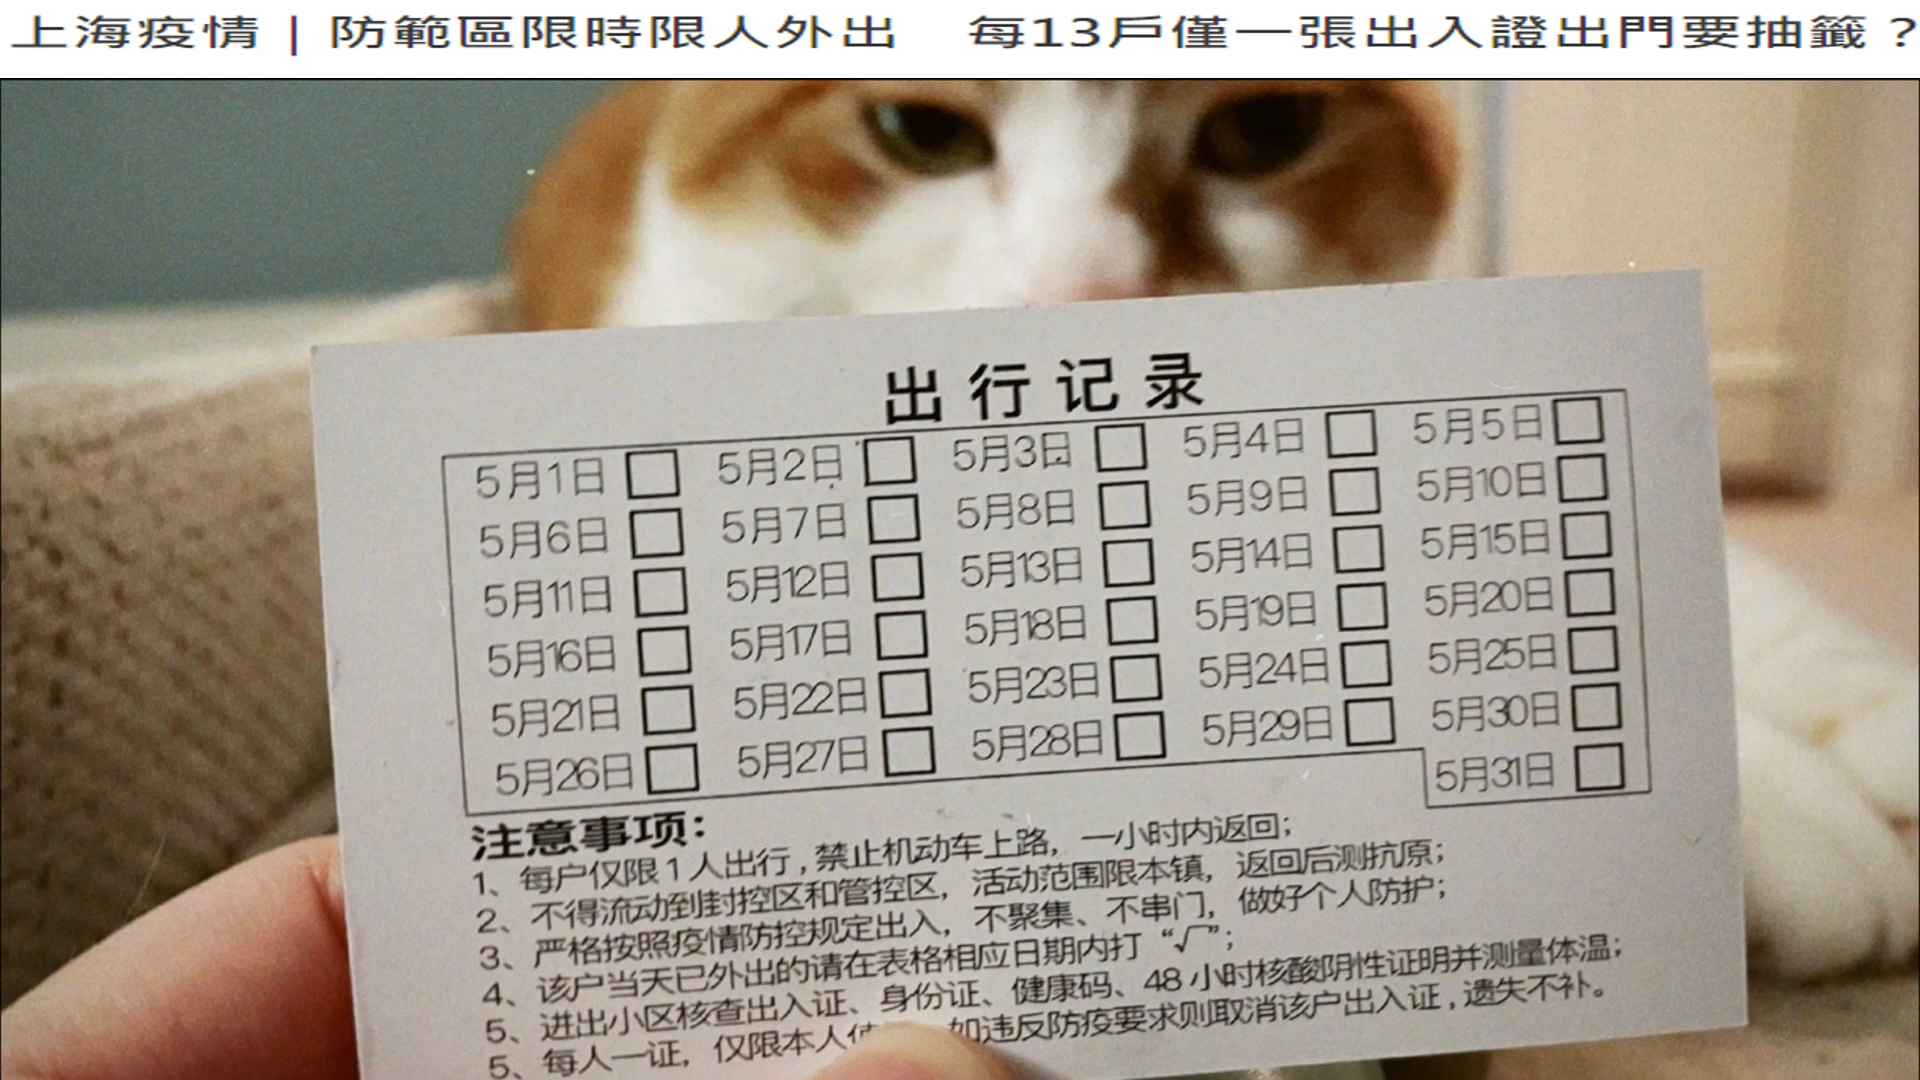 上海疫情｜防範區限時限人外出　每13戶僅一張出入證出門要抽籤？
出行记录
5月1日 □ 5月2日 □ 5月3日 □ 5月4日 □ 5月5日 □
5月6日 □ 5月7日 □ 5月8日 □ 5月9日 □ 5月10日 □
5月11日 □ 5月12日 □ 5月13日 □ 5月14日 □ 5月15日 □
5月16日 □ 5月17日 □ 5月18日 □ 5月19日 □ 5月20日 □
5月21日 □ 5月22日 □ 5月23日 □ 5月24日 □ 5月25日 □
5月26日 □ 5月27日 □ 5月28日 □ 5月29日 □ 5月30日 □
5月31日 □
注意事项：
1、每户仅限1人出行，禁止机动车上路，一小时内返回；
2、不得流动到封控区和管控区，活动范围限本镇，返回后测抗原；
3、严格按照疫情防控规定出入，不聚集、不串门，做好个人防护；
4、该户当天已外出的请在表格相应日期内打“√”；
5、进出小区核查出入证、身份证、健康码、48小时核酸阴性证明并测量体温；
5、每人一证，仅限本人 如违反防疫要求则取消该户出入证，遗失不补。